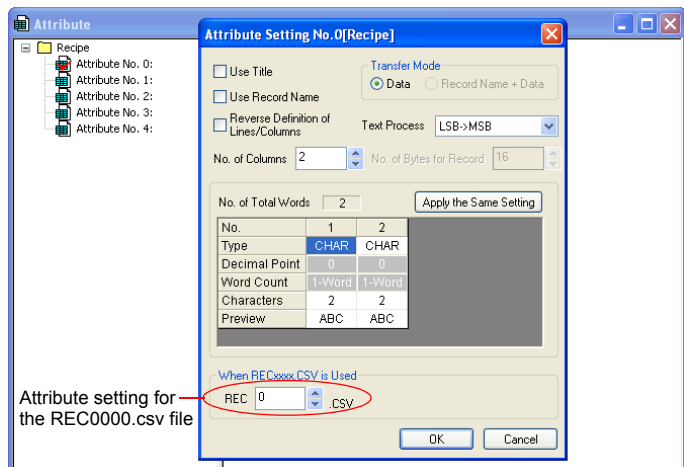 Attribute
Recipe
Attribute No. 0:
Attribute No. 1:
Attribute No. 2:
Attribute No. 3:
Attribute No. 4:
Attribute Setting No.0[Recipe]
Use Title
Use Record Name
Reverse Definition of
Lines/Columns
Transfer Mode
Data
Record Name + Data
Text Process LSB->MSB
No. of Columns 2
No. of Bytes for Record 16
No. of Total Words 2
Apply the Same Setting
No. 1 2
Type CHAR CHAR
Decimal Point 0 0
Word Count 1-Word 1-Word
Characters 2 2
Preview ABC ABC
When RECxxxx.CSV is Used
REC 0 .CSV
Attribute setting for
the REC0000.csv file
OK Cancel